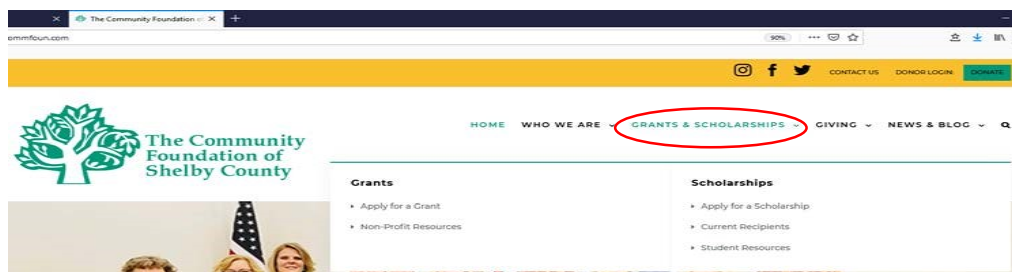 The Community Foundation o
ommfoun.com
90%
CONTACT US DONOR LOGIN DONATE
HOME WHO WE ARE GRANTS & SCHOLARSHIPS GIVING NEWS & BLOG
The Community
Foundation of
Shelby County
Grants
Scholarships
Apply for a Grant
Apply for a Scholarship
Non-Profit Resources
Current Recipients
Student Resources